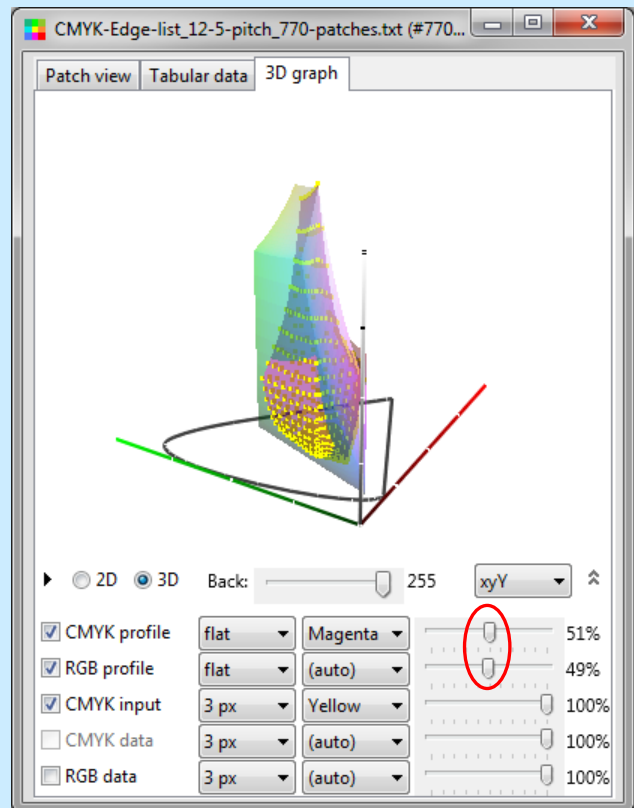 CMYK-Edge-list_12-5-pitch_770-patches.txt (#770...
Patch view Tabular data 3D graph
2D 3D Back: 255 xyY
CMYK profile flat Magenta 51%
RGB profile flat (auto) 49%
CMYK input 3 px Yellow 100%
CMYK data 3 px (auto) 100%
RGB data 3 px (auto) 100%